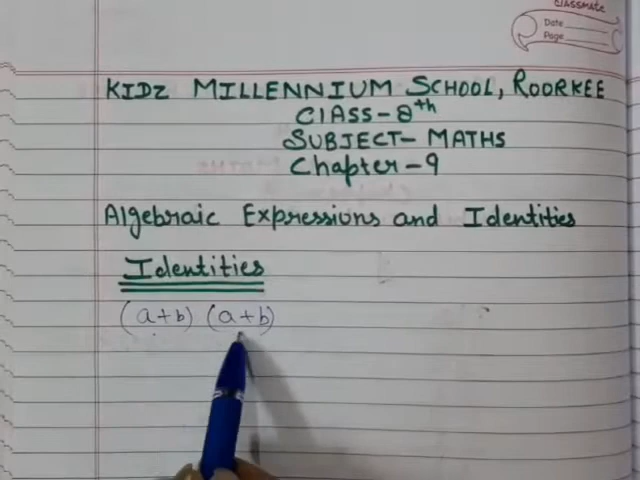 classmate
Date
Page
KIDZ MILLENNIUM SCHOOL, ROORKEE
ClASS-8th
SUBJECT- MATHS
Chapter-9
Algebraic Expressions and Identities
Identities
(a+b) (a+b)